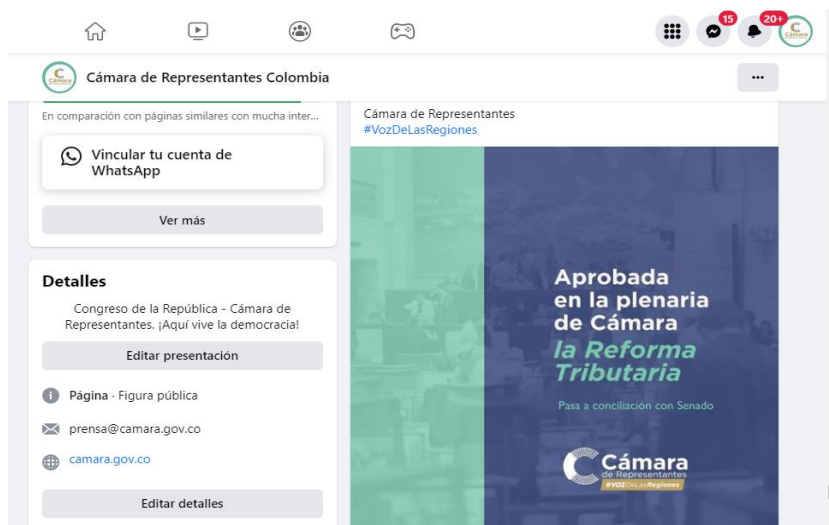 15
20+
Cámara
Cámara
Cámara de Representantes Colombia
En comparación con páginas similares con mucha inter...
Vincular tu cuenta de
WhatsApp
Ver más
Detalles
Congreso de la República - Cámara de
Representantes. ¡Aquí vive la democracia!
Editar presentación
Página · Figura pública
prensa@camara.gov.co
camara.gov.co
Editar detalles
Cámara de Representantes
#VozDeLasRegiones
Aprobada
en la plenaria
de Cámara
la Reforma
Tributaria
Pasa a conciliación con Senado
Cámara
de Representantes
#VOZDeLasRegiones